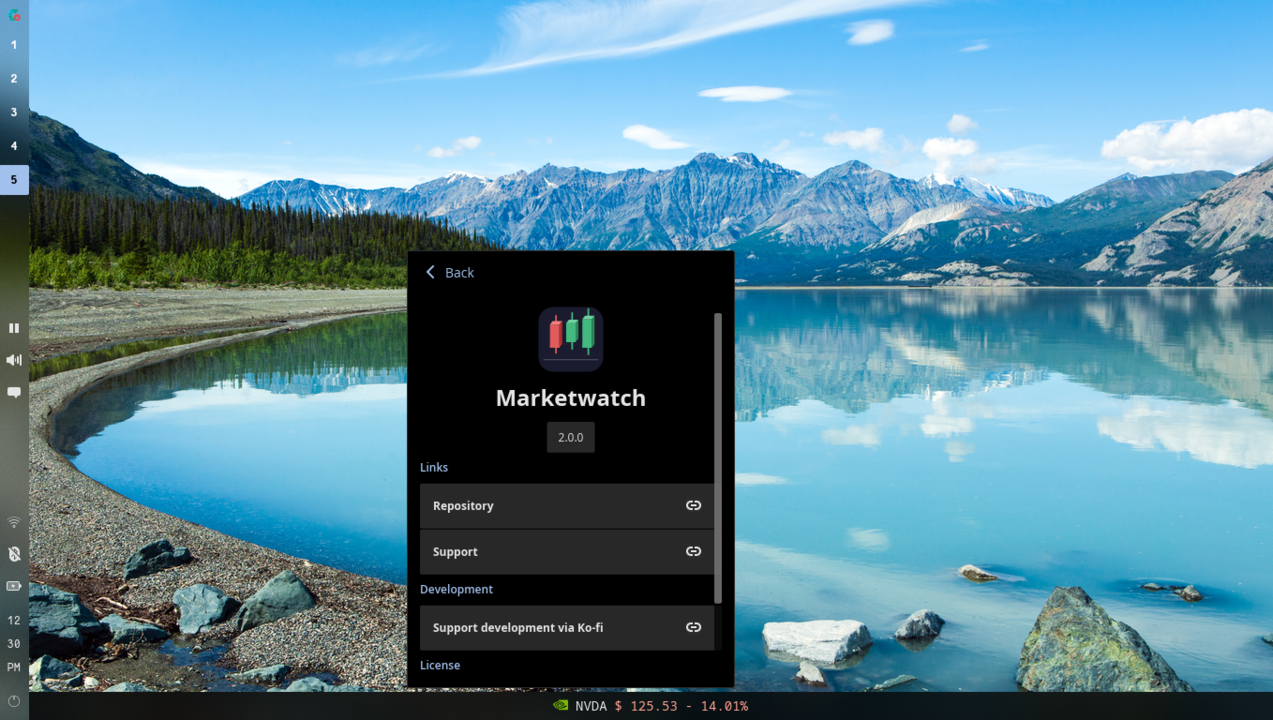 1
2
3
4
5
12
30
PM
Back
Marketwatch
2.0.0
Links
Repository
Support
Development
Support development via Ko-fi
License
NVDA $ 125.53 - 14.01%